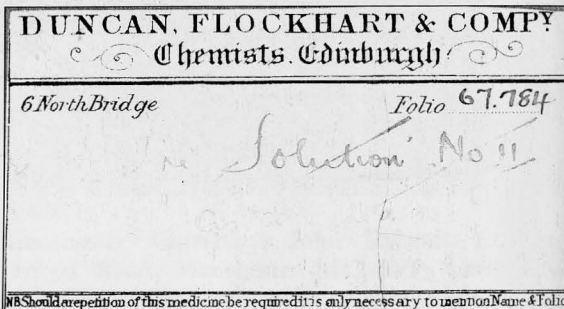 DUNCAN, FLOCKHART & COMPY
Chemists. Edinburgh
6 North Bridge Folio 67.784
The Solution No 11
NB Should a repetition of this medicine be required it is only necessary to mention Name & Folio